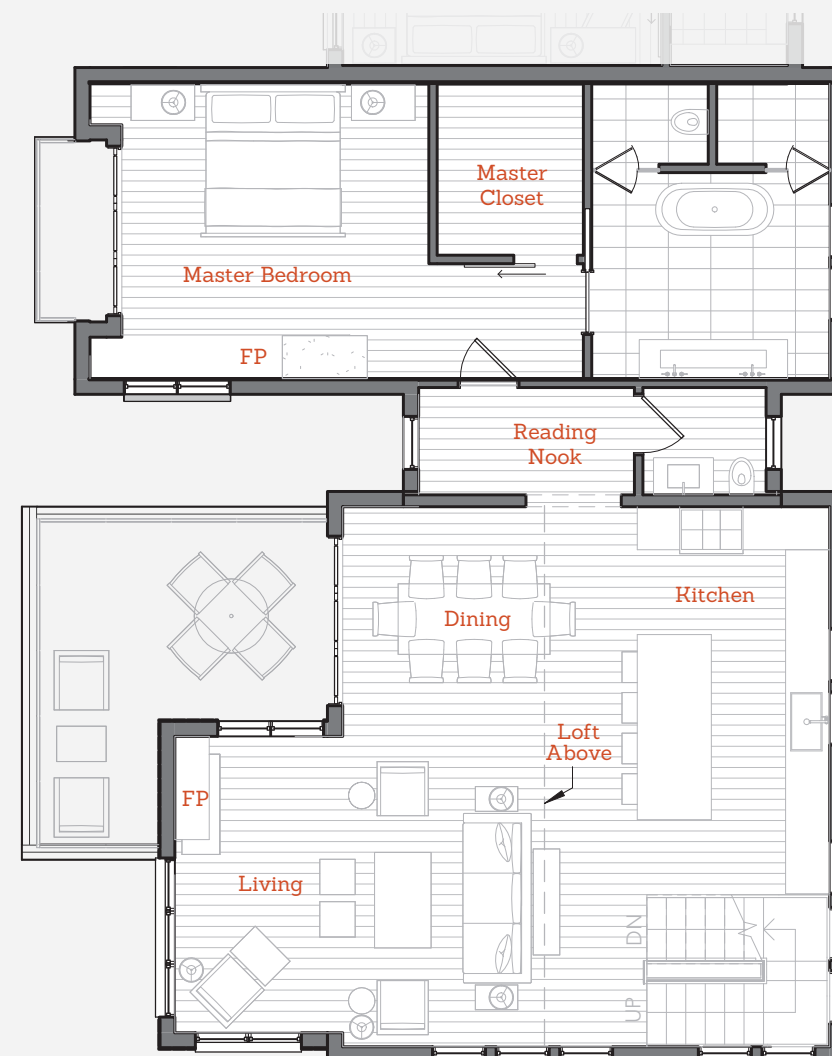 Master
Closet
Master Bedroom
FP
Reading
Nook
Kitchen
Dining
Loft
Above
FP
Living
DN
UP